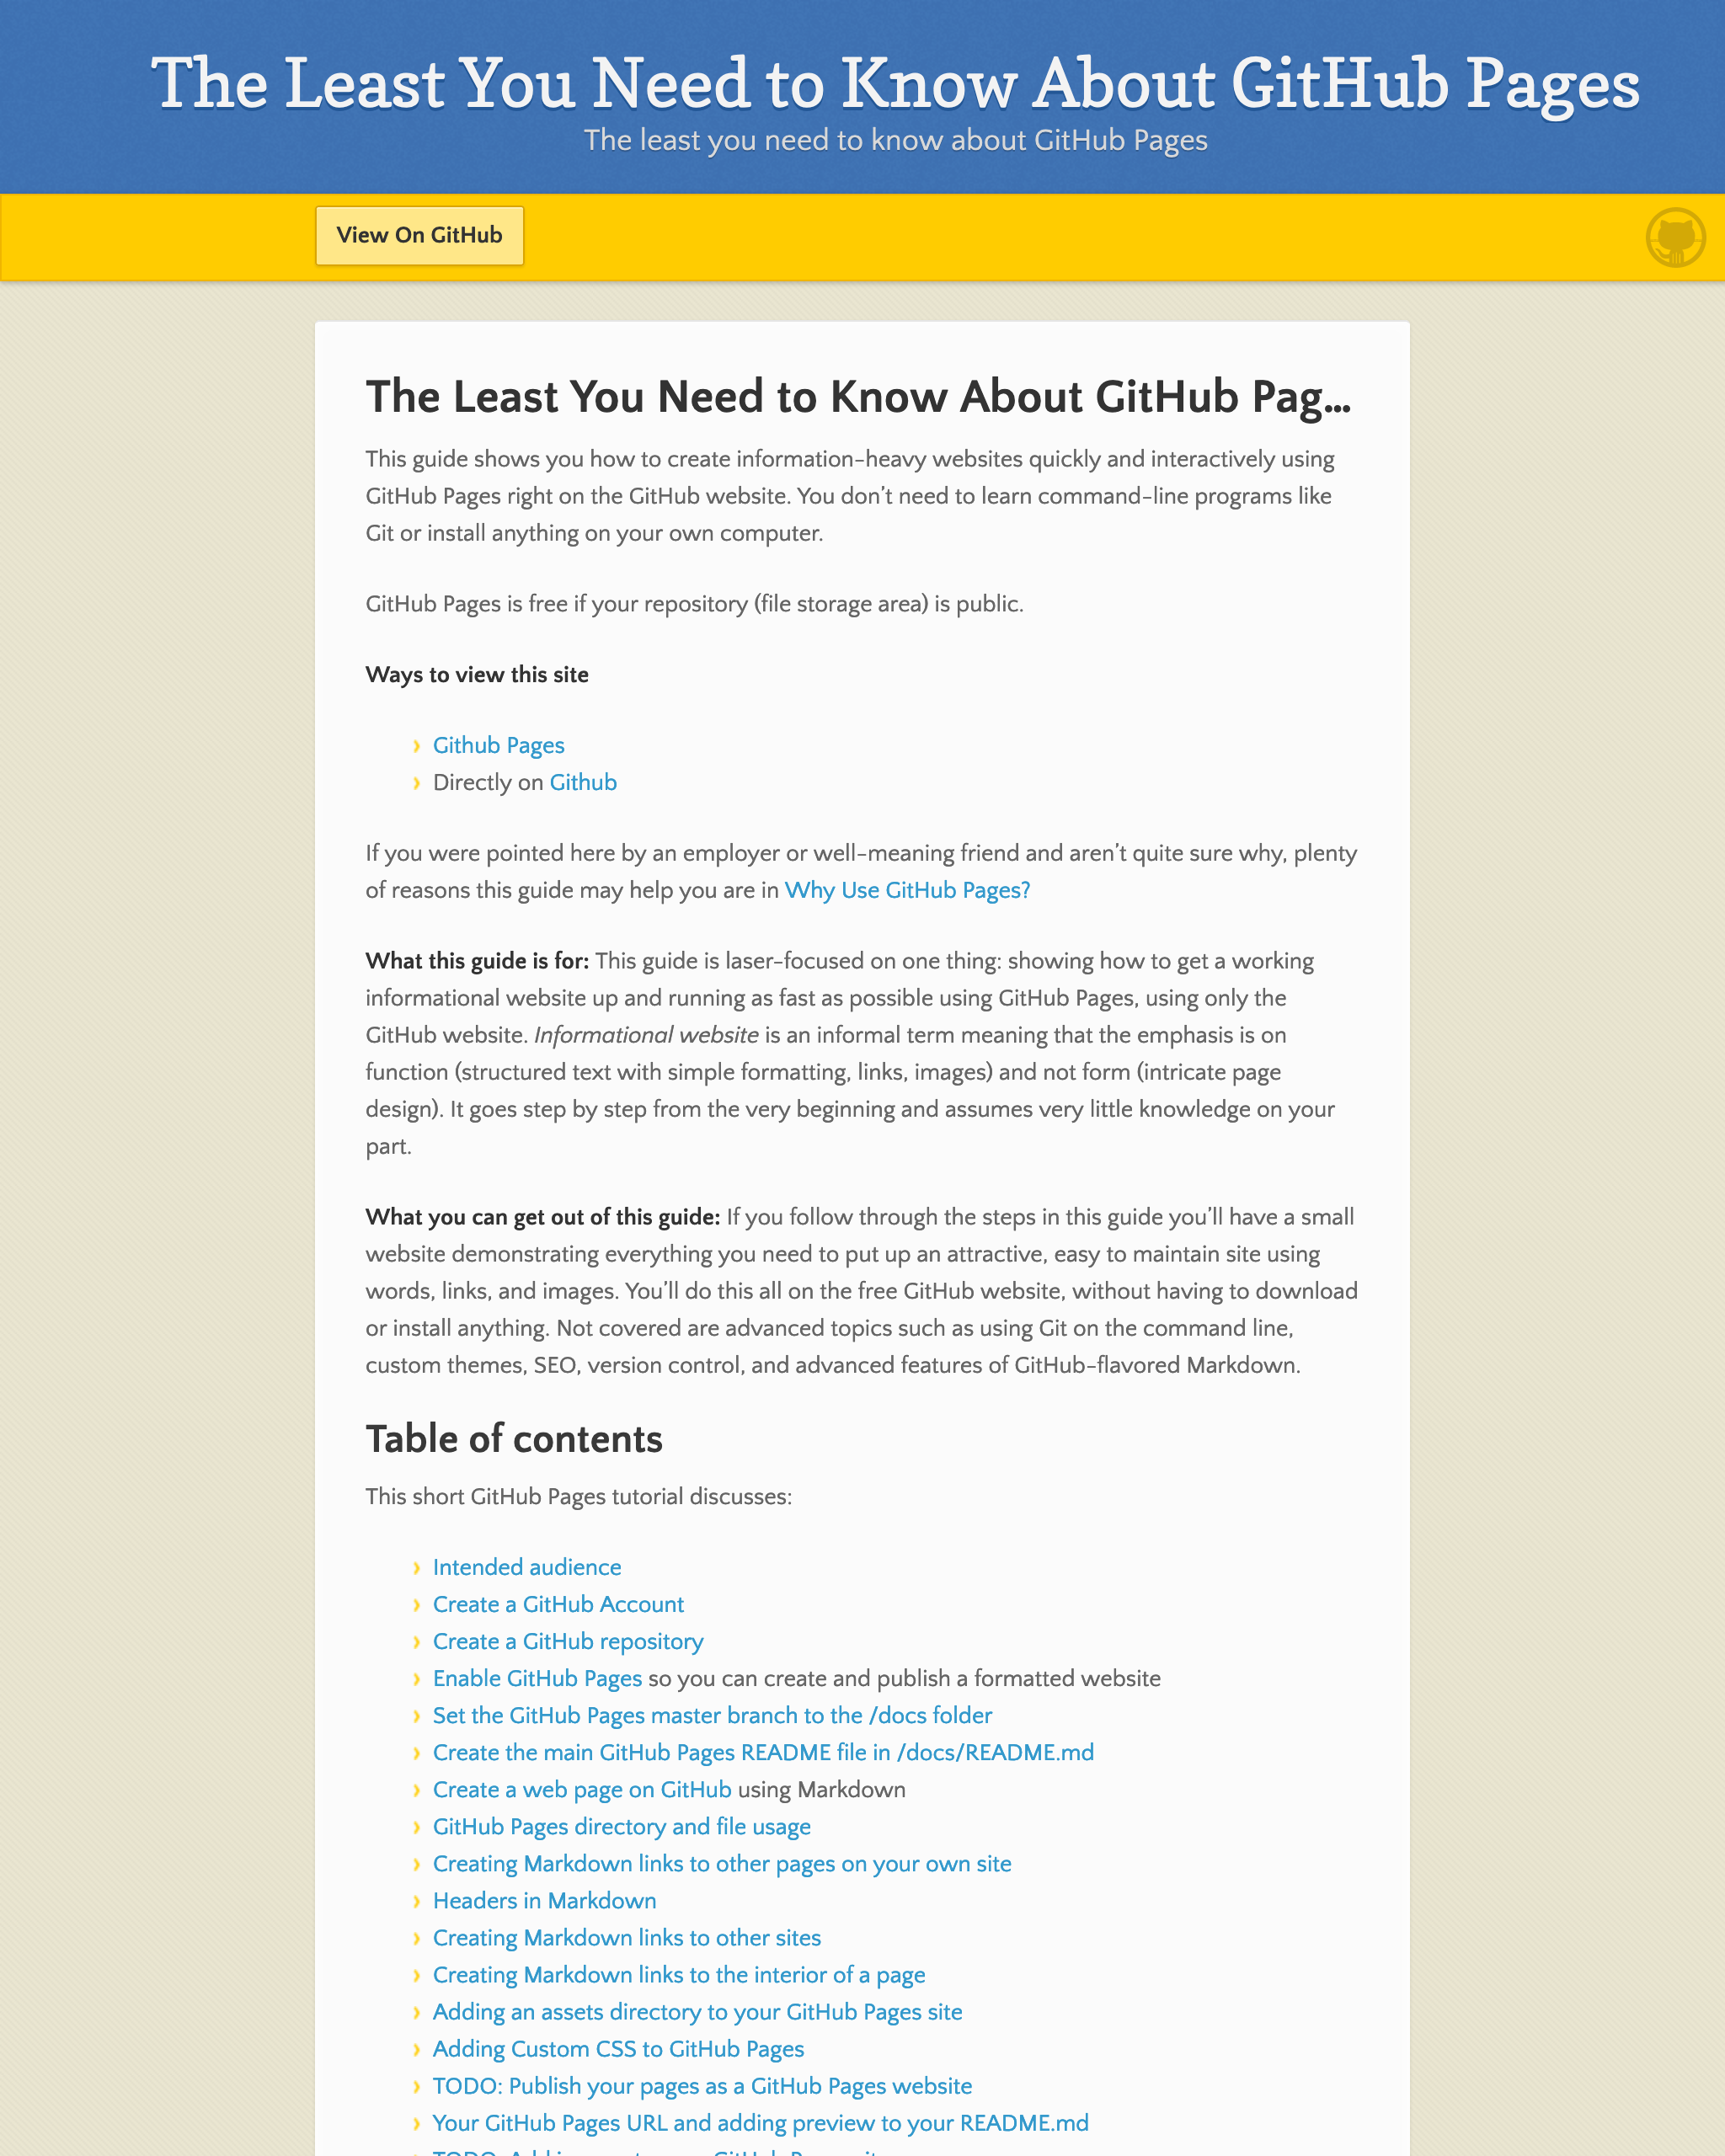 The Least You Need to Know About GitHub Pages
The least you need to know about GitHub Pages
View On GitHub
The Least You Need to Know About GitHub Pag...
This guide shows you how to create information-heavy websites quickly and interactively using
GitHub Pages right on the GitHub website. You don’t need to learn command-line programs like
Git or install anything on your own computer.
GitHub Pages is free if your repository (file storage area) is public.
Ways to view this site
› Github Pages
› Directly on Github
If you were pointed here by an employer or well-meaning friend and aren’t quite sure why, plenty
of reasons this guide may help you are in Why Use GitHub Pages?
What this guide is for: This guide is laser-focused on one thing: showing how to get a working
informational website up and running as fast as possible using GitHub Pages, using only the
GitHub website. Informational website is an informal term meaning that the emphasis is on
function (structured text with simple formatting, links, images) and not form (intricate page
design). It goes step by step from the very beginning and assumes very little knowledge on your
part.
What you can get out of this guide: If you follow through the steps in this guide you’ll have a small
website demonstrating everything you need to put up an attractive, easy to maintain site using
words, links, and images. You’ll do this all on the free GitHub website, without having to download
or install anything. Not covered are advanced topics such as using Git on the command line,
custom themes, SEO, version control, and advanced features of GitHub-flavored Markdown.
Table of contents
This short GitHub Pages tutorial discusses:
› Intended audience
› Create a GitHub Account
› Create a GitHub repository
› Enable GitHub Pages so you can create and publish a formatted website
› Set the GitHub Pages master branch to the /docs folder
› Create the main GitHub Pages README file in /docs/README.md
› Create a web page on GitHub using Markdown
› GitHub Pages directory and file usage
› Creating Markdown links to other pages on your own site
› Headers in Markdown
› Creating Markdown links to other sites
› Creating Markdown links to the interior of a page
› Adding an assets directory to your GitHub Pages site
› Adding Custom CSS to GitHub Pages
› TODO: Publish your pages as a GitHub Pages website
› Your GitHub Pages URL and adding preview to your README.md